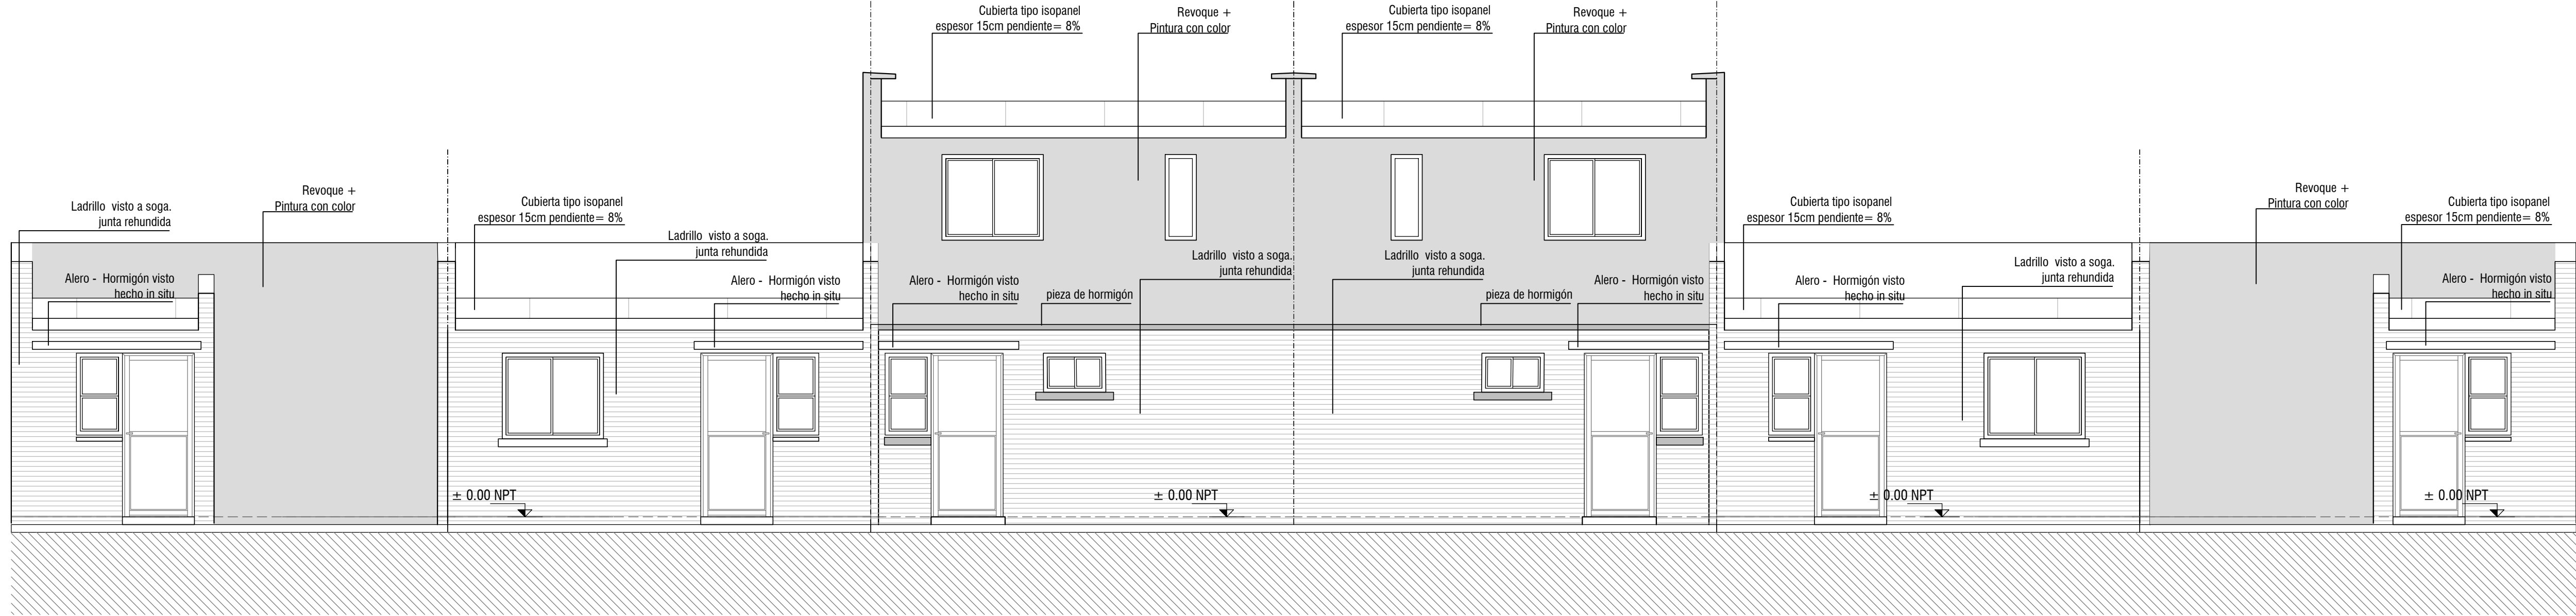 Cubierta tipo isopanel
espesor 15cm pendiente= 8%
Revoque +
Pintura con color
Cubierta tipo isopanel
espesor 15cm pendiente= 8%
Revoque +
Pintura con color
Ladrillo visto a soga.
junta rehundida
Revoque +
Pintura con color
Cubierta tipo isopanel
espesor 15cm pendiente= 8%
Ladrillo visto a soga.
junta rehundida
Cubierta tipo isopanel
espesor 15cm pendiente= 8%
Revoque +
Pintura con color
Cubierta tipo isopanel
espesor 15cm pendiente= 8%
Alero - Hormigón visto
hecho in situ
Alero - Hormigón visto
hecho in situ
Alero - Hormigón visto
hecho in situ
pieza de hormigón
Ladrillo visto a soga.
junta rehundida
Ladrillo visto a soga.
junta rehundida
pieza de hormigón
Alero - Hormigón visto
hecho in situ
Alero - Hormigón visto
hecho in situ
Ladrillo visto a soga.
junta rehundida
Alero - Hormigón visto
hecho in situ
± 0.00 NPT
± 0.00 NPT
± 0.00 NPT
± 0.00 NPT